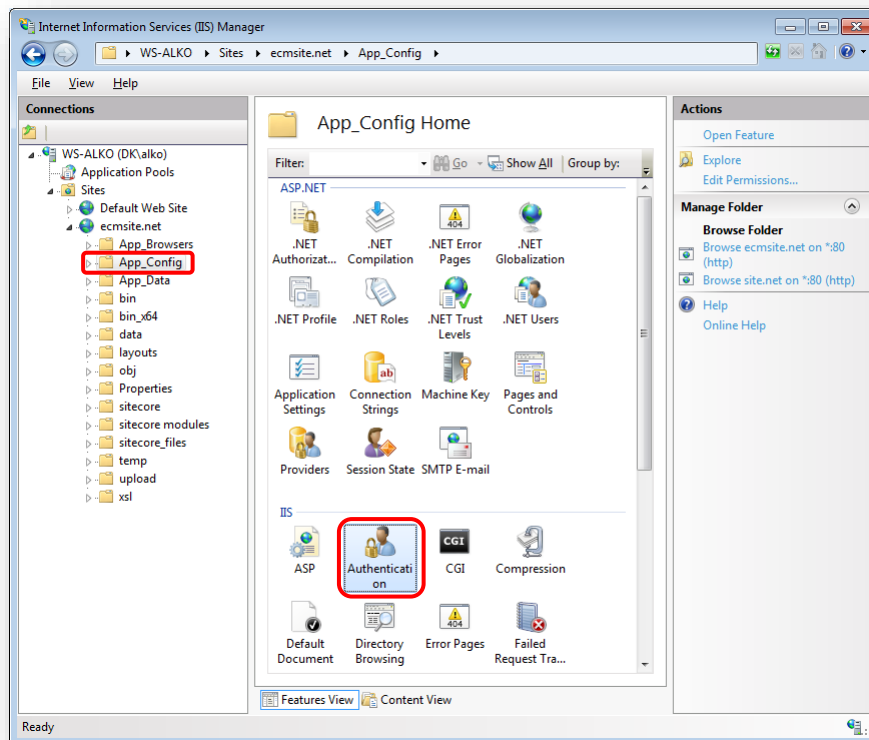 Internet Information Services (IIS) Manager
WS-ALKO Sites ecmsite.net App_Config
File View Help
Connections
WS-ALKO (DK\alko)
Application Pools
Sites
Default Web Site
ecmsite.net
App_Browsers
App_Config
App_Data
bin
bin_x64
data
layouts
obj
Properties
sitecore
sitecore modules
sitecore_files
temp
upload
xsl
App_Config Home
Filter: Go Show All Group by:
ASP.NET
.NET Authorizat...
.NET Compilation
.NET Error Pages
.NET Globalization
.NET Profile
.NET Roles
.NET Trust Levels
.NET Users
Application Settings
Connection Strings
ab
Machine Key
Pages and Controls
Providers
Session State
SMTP E-mail
404
IIS
ASP
Authenticati
on
CGI
CGI
Compression
Default Document
Directory Browsing
404
Error Pages
Failed Request Tra...
Features View Content View
Actions
Open Feature
Explore
Edit Permissions...
Manage Folder
Browse Folder
Browse ecmsite.net on *:80
(http)
Browse site.net on *:80 (http)
Help
Online Help
Ready